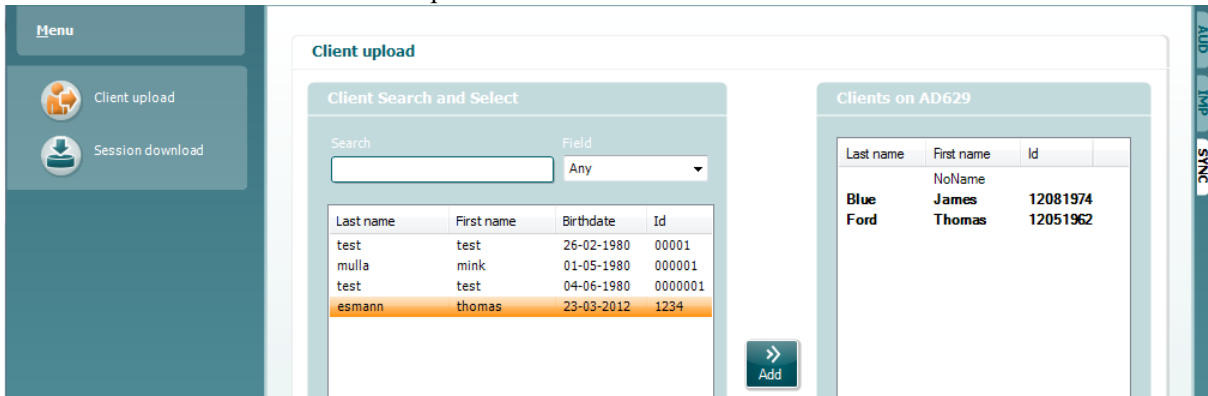 Menu
Client upload
Session download
Client upload
Client Search and Select
Search Field
Any
Last name First name Birthdate Id
test test 26-02-1980 00001
mulla mink 01-05-1980 000001
test test 04-06-1980 0000001
esmann thomas 23-03-2012 1234
Add
Clients on AD629
Last name First name Id
NoName
Blue James 12081974
Ford Thomas 12051962
AUD
IMP
SYNC